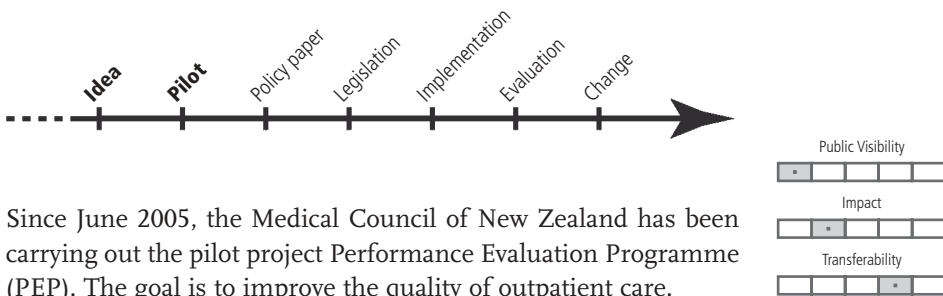 Idea
Pilot
Policy paper
Legislation
Implementation
Evaluation
Change
Public Visibility
Impact
Transferability
Since June 2005, the Medical Council of New Zealand has been
carrying out the pilot project Performance Evaluation Programme
(PEP). The goal is to improve the quality of outpatient care.